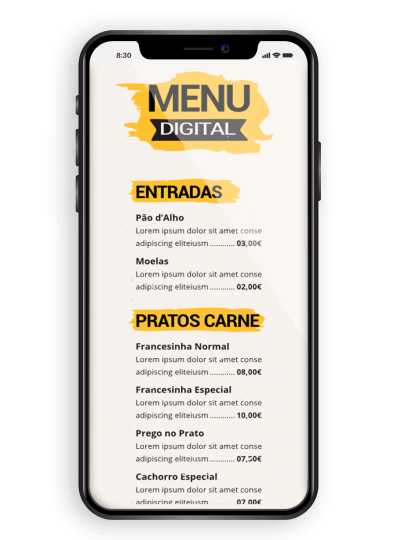 8:30
MENU
DIGITAL
ENTRADAS
Pão d'Alho
Lorem ipsum dolor sit amet conse
adipiscing eliteiusm ............ 03,00€
Moelas
Lorem ipsum dolor sit amet conse
adipiscing eliteiusm ............ 02,00€
PRATOS CARNE
Francesinha Normal
Lorem ipsum dolor sit amet conse
adipiscing eliteiusm ............ 08,00€
Francesinha Especial
Lorem ipsum dolor sit amet conse
adipiscing eliteiusm ............ 10,00€
Prego no Prato
Lorem ipsum dolor sit amet conse
adipiscing eliteiusm ............ 07,50€
Cachorro Especial
Lorem ipsum dolor sit amet conse
adipiscing eliteiusm ............ 07,00€